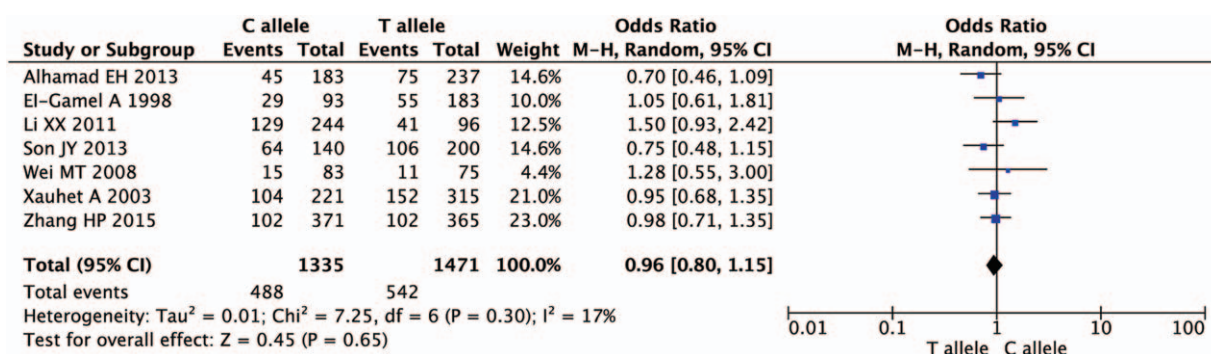 C allele T allele Odds Ratio Odds Ratio
Study or Subgroup Events Total Events Total Weight M-H, Random, 95% CI M-H, Random, 95% CI
Alhamad EH 2013 45 183 75 237 14.6% 0.70 [0.46, 1.09]
EI-Gamel A 1998 29 93 55 183 10.0% 1.05 [0.61, 1.81]
Li XX 2011 129 244 41 96 12.5% 1.50 [0.93, 2.42]
Son JY 2013 64 140 106 200 14.6% 0.75 [0.48, 1.15]
Wei MT 2008 15 83 11 75 4.4% 1.28 [0.55, 3.00]
Xauhet A 2003 104 221 152 315 21.0% 0.95 [0.68, 1.35]
Zhang HP 2015 102 371 102 365 23.0% 0.98 [0.71, 1.35]
Total (95% CI) 1335 1471 100.0% 0.96 [0.80, 1.15]
Total events 488 542
Heterogeneity: Tau² = 0.01; Chi² = 7.25, df = 6 (P = 0.30); I² = 17%
Test for overall effect: Z = 0.45 (P = 0.65)
0.01 0.1 1 10 100
T allele C allele